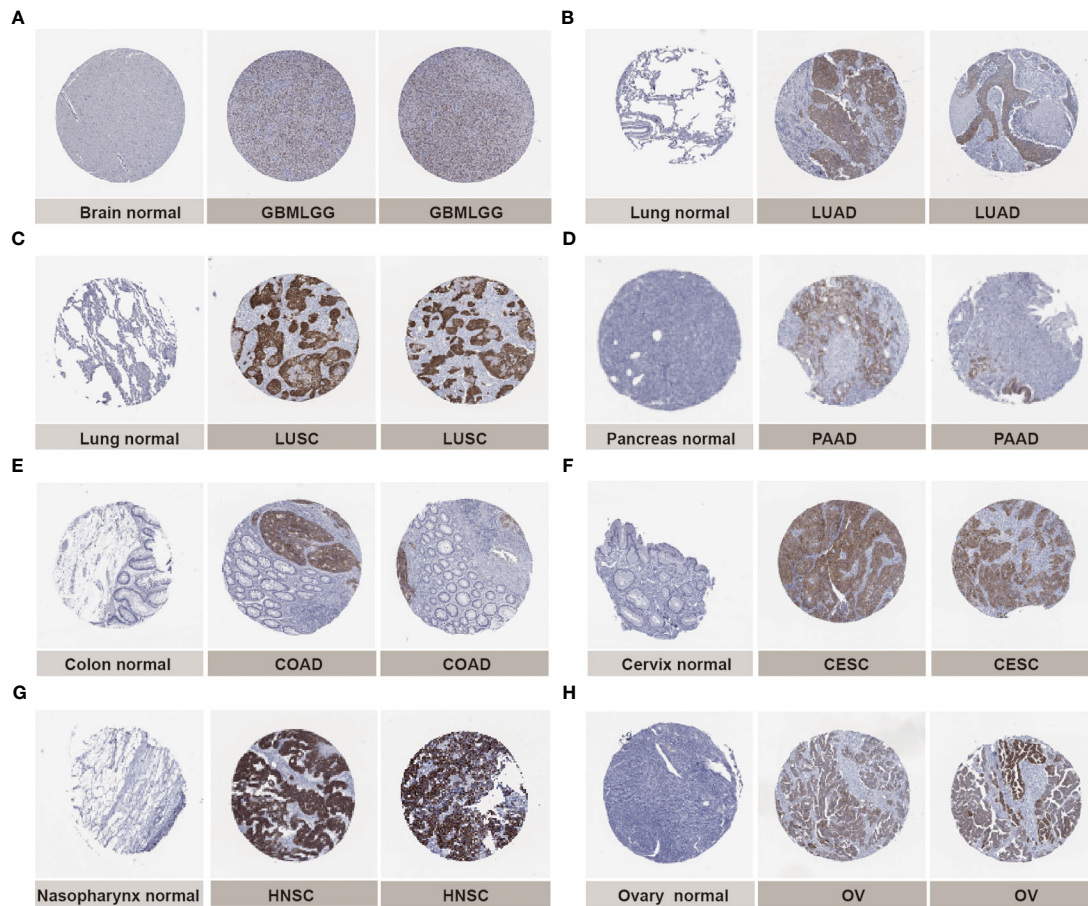 A
B
Brain normal
GBMLGG
GBMLGG
Lung normal
LUAD
LUAD
C
D
Lung normal
LUSC
LUSC
Pancreas normal
PAAD
PAAD
E
F
Colon normal
COAD
COAD
Cervix normal
CESC
CESC
G
H
Nasopharynx normal
HNSC
HNSC
Ovary normal
OV
OV